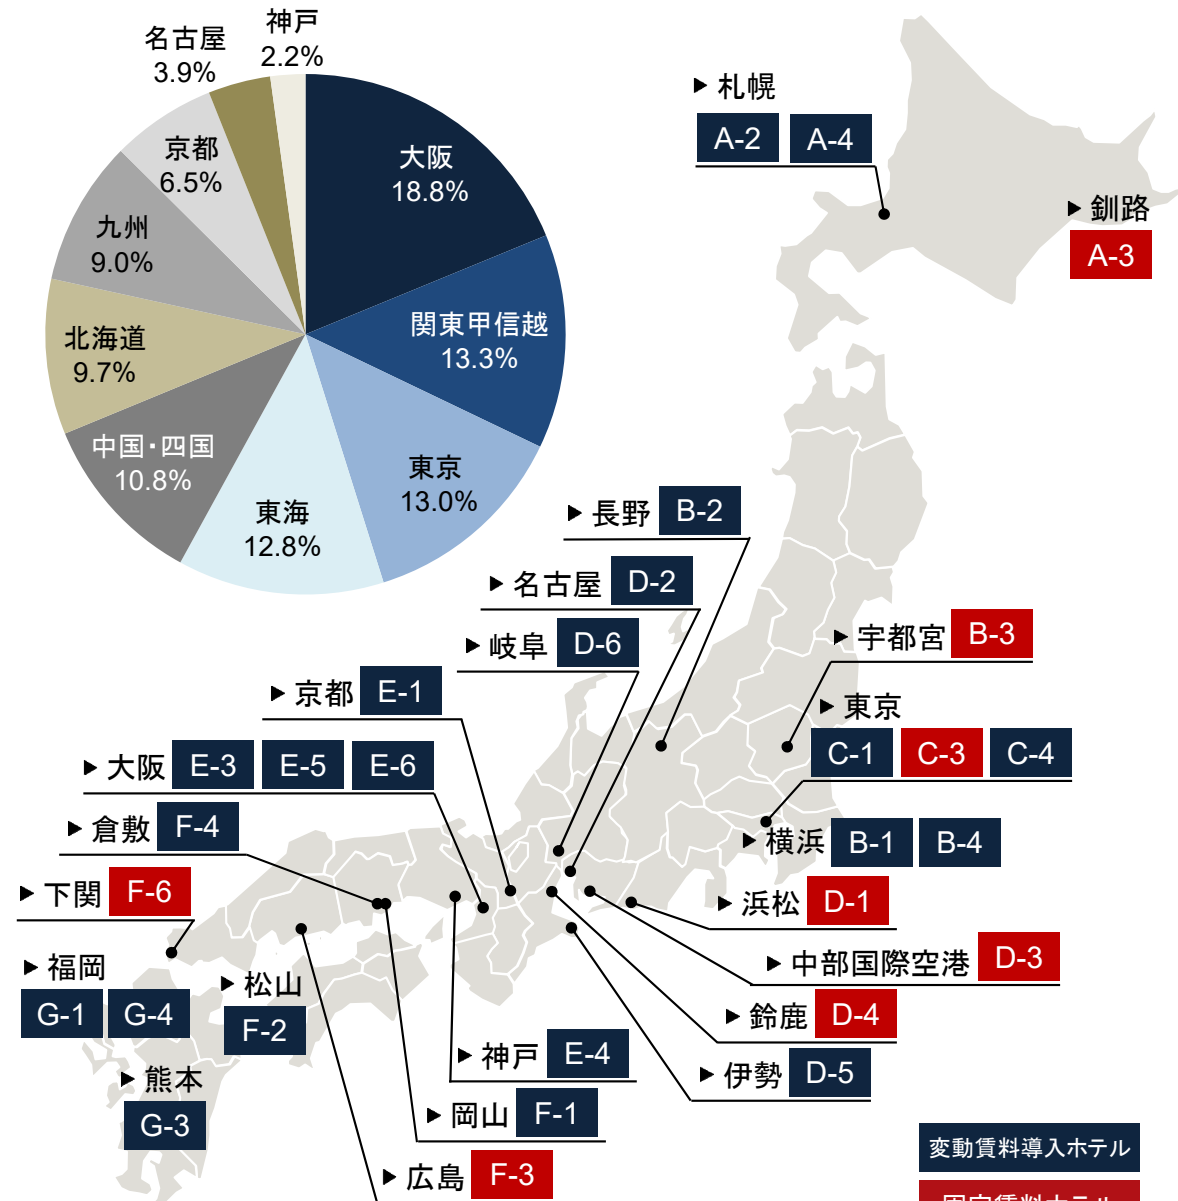 神戸
2.2%
名古屋
3.9%
京都
6.5%
大阪
18.8%
九州
9.0%
関東甲信越
13.3%
北海道
9.7%
中国・四国
10.8%
東京
13.0%
東海
12.8%
▶ 札幌
A-2 A-4
▶ 釧路
A-3
▶ 長野 B-2
▶ 名古屋 D-2
▶ 岐阜 D-6
▶ 宇都宮 B-3
▶ 京都 E-1
▶ 東京
C-1 C-3 C-4
▶ 大阪 E-3 E-5 E-6
▶ 倉敷 F-4
▶ 横浜 B-1 B-4
▶ 下関 F-6
▶ 浜松 D-1
▶ 中部国際空港 D-3
▶ 福岡
G-1 G-4
▶ 松山
F-2
▶ 鈴鹿 D-4
▶ 神戸 E-4
▶ 伊勢 D-5
▶ 熊本
G-3
▶ 岡山 F-1
▶ 広島 F-3
変動賃料導入ホテル
固定賃料ホテル